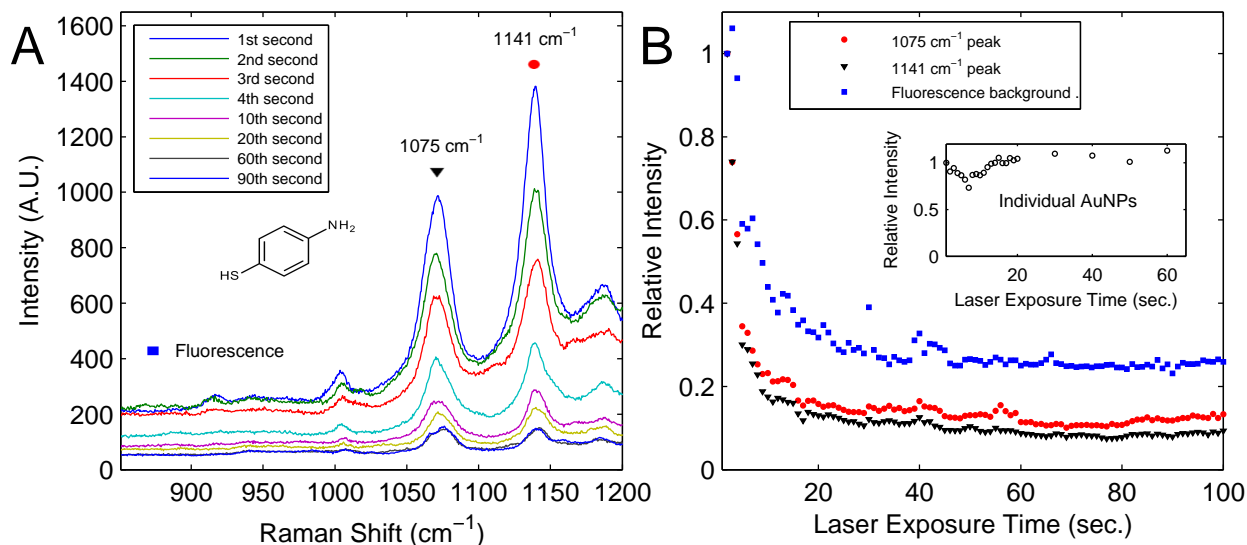 A
1600
1400
1200
1000
800
600
400
200
0
Intensity (A.U.)
1st second
2nd second
3rd second
4th second
10th second
20th second
60th second
90th second
1141 cm⁻¹
1075 cm⁻¹
NH₂
HS
Fluorescence
900 950 1000 1050 1100 1150 1200
Raman Shift (cm⁻¹)
B
1
0.8
0.6
0.4
0.2
0
Relative Intensity
1075 cm⁻¹ peak
1141 cm⁻¹ peak
Fluorescence background .
1
0.5
0
Relative Intensity
Individual AuNPs
20 40 60
Laser Exposure Time (sec.)
20 40 60 80 100
Laser Exposure Time (sec.)